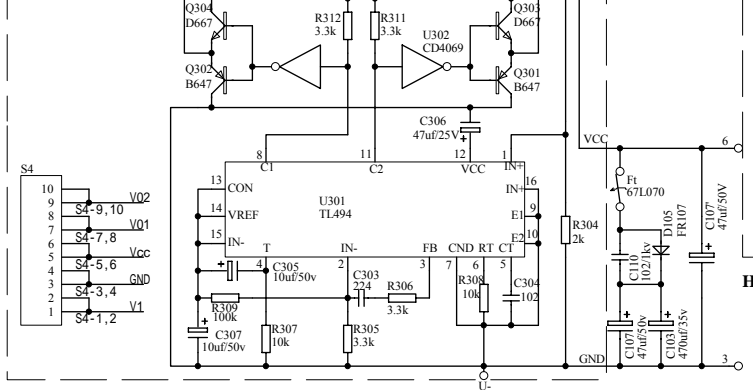 Q304
D667
R312
3.3k
R311
3.3k
U302
CD4069
Q303
D667
Q302
B647
Q301
B647
C306
47uf/25V
VCC
6
8
C1
11
C2
12
VCC
1
IN+
S4
10
9
8
7
6
5
4
3
2
1
V02
S4-9,10
V01
S4-7,8
Vcc
S4-5,6
GND
S4-3,4
V1
S4-1,2
13
CON
14
VREF
15
IN-
U301
TL494
16
IN+
9
E1
10
E2
T
4
IN-
2
FB
3
CND
7
RT
6
CT
5
Ft
67L070
D105
FR107
C107'
47uf/50V
R304
2k
C305
10uf/50v
C303
224
R306
3.3k
R308
10k
C304
102
C110
102/1kv
R309
100k
C307
10uf/50v
R307
10k
R305
3.3k
C107
47uf/50v
C103
470uf/35v
GND
3
U-
H